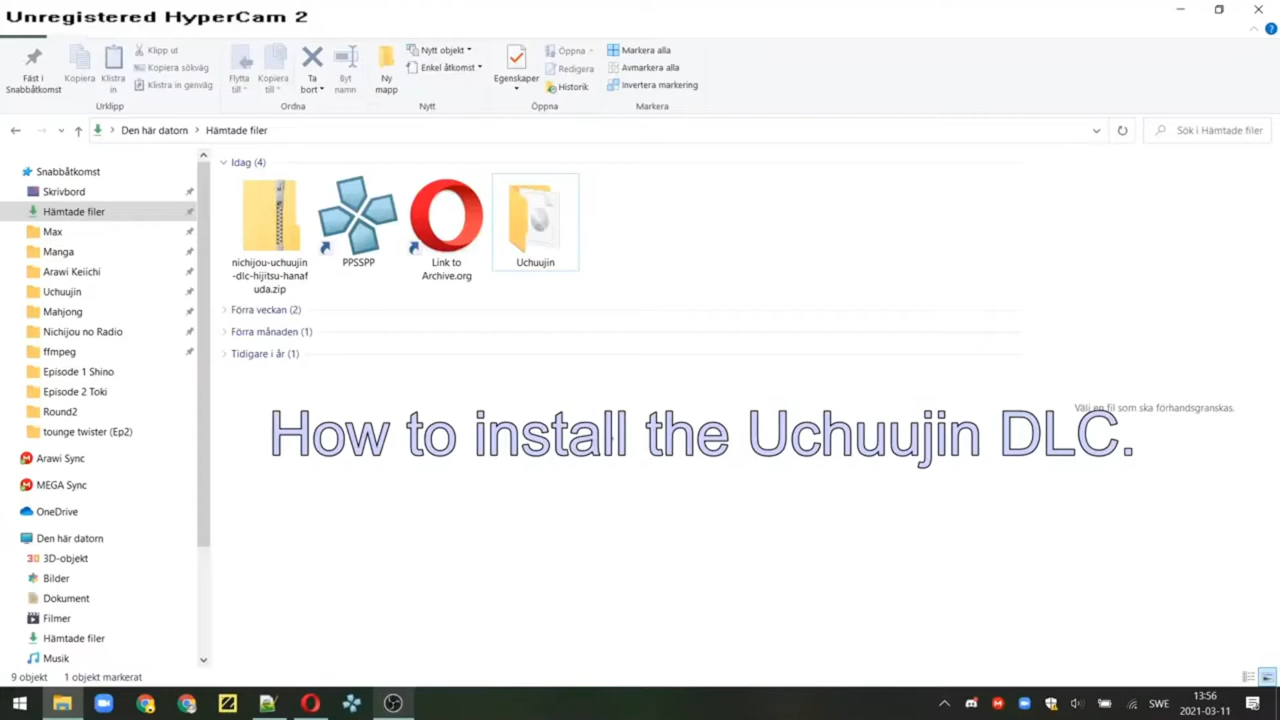 Unregistered HyperCam 2
Fäst i
Snabbåtkomst
Kopiera
Klistra
in
Klipp ut
Kopiera sökväg
Klistra in genväg
Urklipp
Flytta
till
Kopiera
till
Ta
bort
Byt
namn
Ordna
Ny
mapp
Nytt objekt
Enkel åtkomst
Nytt
Egenskaper
Öppna
Redigera
Historik
Öppna
Markera alla
Avmarkera alla
Invertera markering
Markera
Den här datorn
Hämtade filer
Sök i Hämtade filer
Snabbåtkomst
Skrivbord
Hämtade filer
Max
Manga
Arawi Keiichi
Uchuujin
Mahjong
Nichijou no Radio
ffmpeg
Episode 1 Shino
Episode 2 Toki
Round2
tounge twister (Ep2)
Arawi Sync
MEGA Sync
OneDrive
Den här datorn
3D-objekt
Bilder
Dokument
Filmer
Hämtade filer
Musik
Idag (4)
nichijou-uchuujin
-dlc-hijitsu-hanaf
uda.zip
PPSSPP
Link to
Archive.org
Uchuujin
Förra veckan (2)
Förra månaden (1)
Tidigare i år (1)
Välj en fil som ska förhandsgranskas.
How to install the Uchuujin DLC.
9 objekt
1 objekt markerat
SWE
13:56
2021-03-11